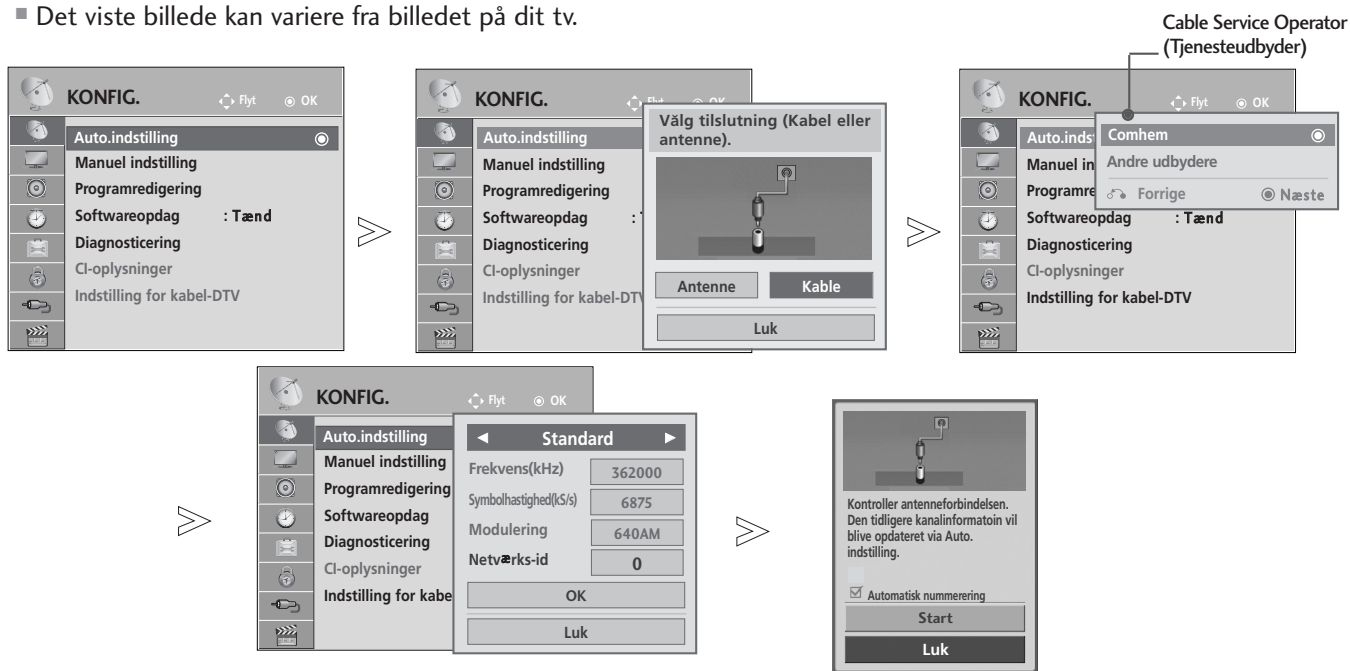 Det viste billede kan variere fra billedet på dit tv.
Cable Service Operator
(Tjenesteudbyder)
KONFIG.
Flyt
OK
Auto.indstilling
Manuel indstilling
Programredigering
Softwareopdag : Tænd
Diagnosticering
CI-oplysninger
Indstilling for kabel-DTV
KONFIG.
Flyt
OK
Auto.indstilling
Manuel indstilling
Programredigering
Softwareopdag :
Diagnosticering
CI-oplysninger
Indstilling for kabel-DTV
Välg tilslutning (Kabel eller
antenne).
Antenne
Kable
Luk
KONFIG.
Flyt
OK
Auto.inds
Manuel in
Programre
Softwareopdag : Tænd
Diagnosticering
CI-oplysninger
Indstilling for kabel-DTV
Comhem
Andre udbydere
Forrige
Næste
KONFIG.
Flyt
OK
Auto.indstilling
Manuel indstilling
Programredigering
Softwareopdag
Diagnosticering
CI-oplysninger
Indstilling for kabe
Standard
Frekvens(kHz) 362000
Symbolhastighed(kS/s) 6875
Modulering 640AM
Netværks-id 0
OK
Luk
Kontroller antenneforbindelsen.
Den tidligere kanalinformatoin vil
blive opdateret via Auto.
indstilling.
Automatisk nummerering
Start
Luk